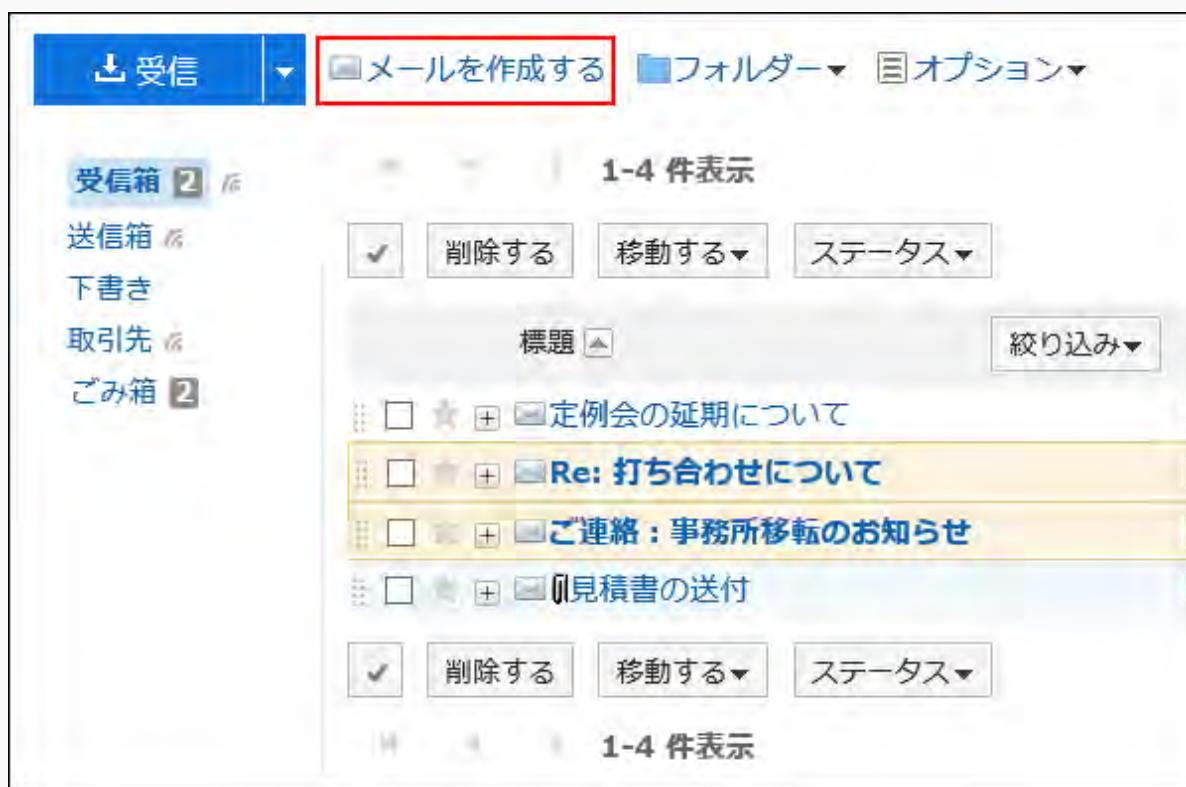 受信 メールを作成する フォルダー オプション
受信箱 2
送信箱
下書き
取引先
ごみ箱 2
1-4 件表示
削除する 移動する ステータス
標題 絞り込み
定例会の延期について
Re: 打ち合わせについて
ご連絡：事務所移転のお知らせ
見積書の送付
削除する 移動する ステータス
1-4 件表示